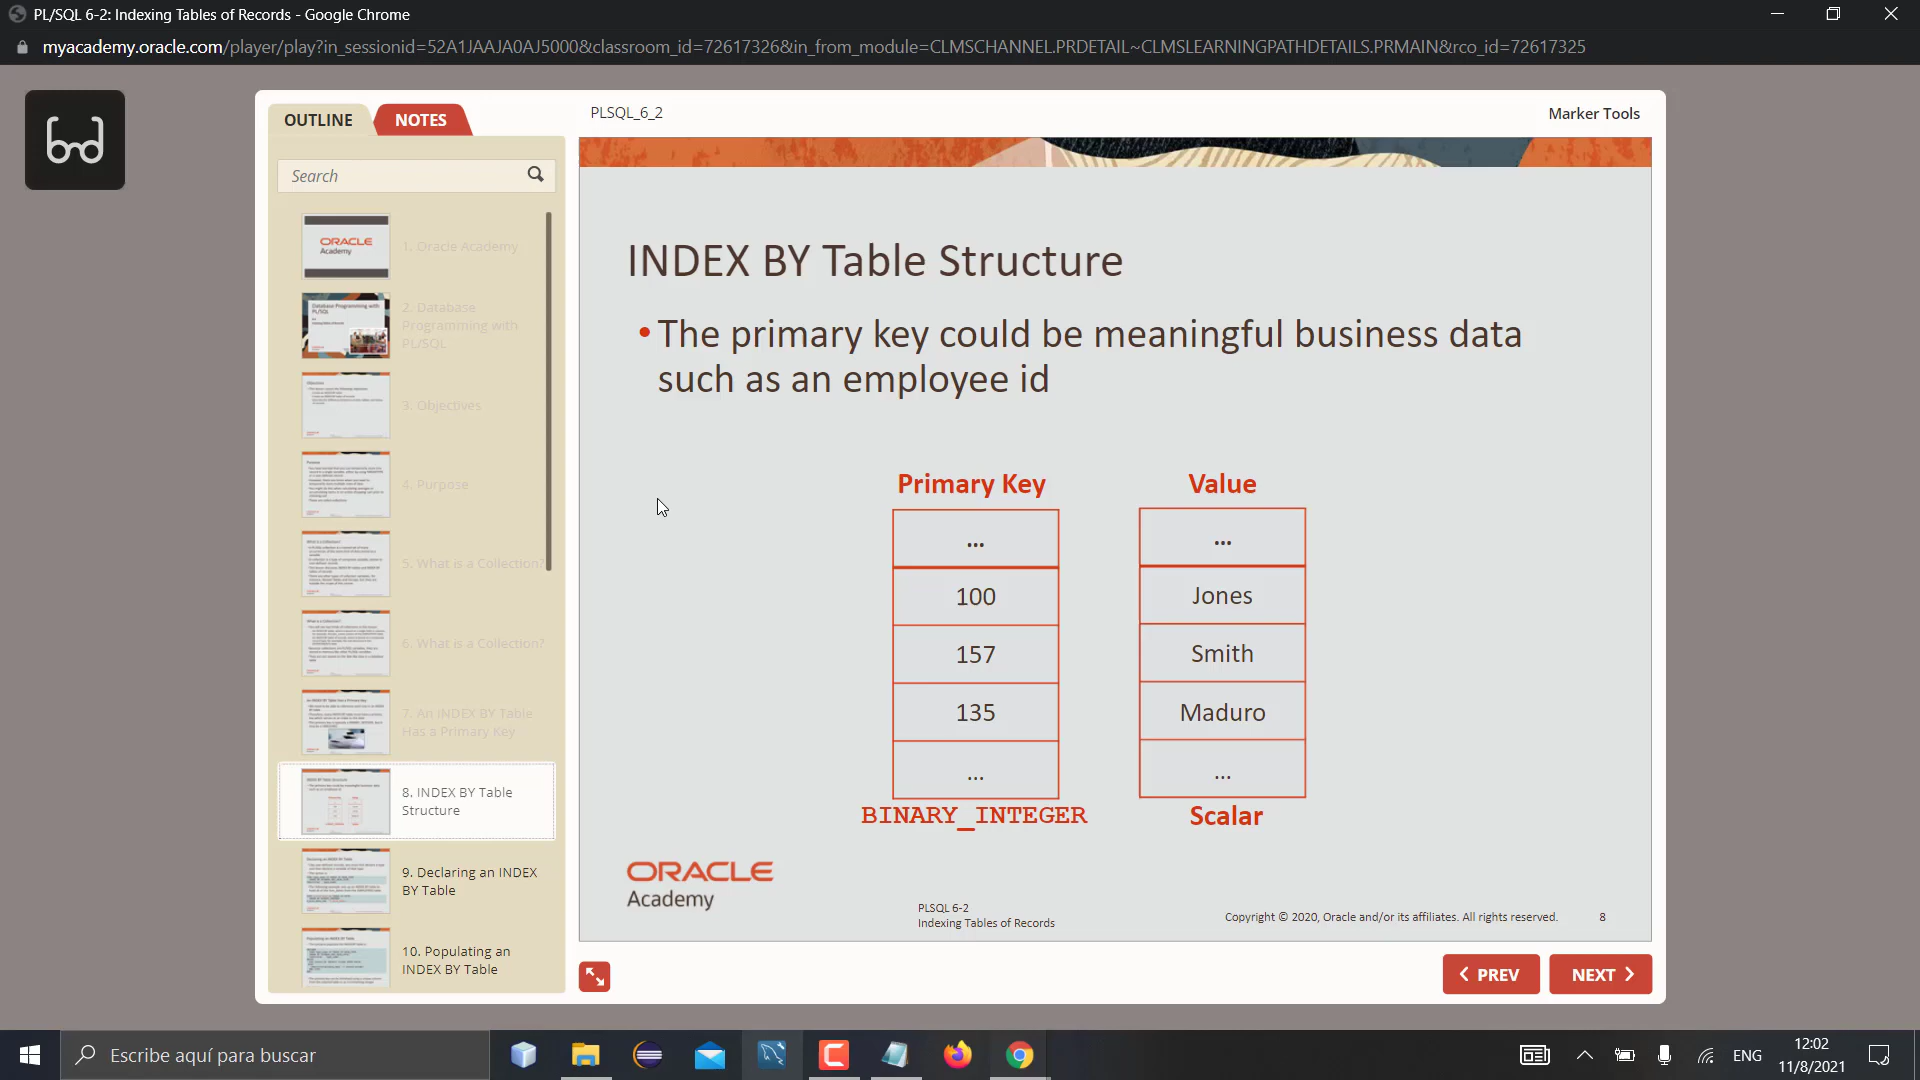 PL/SQL 6-2: Indexing Tables of Records - Google Chrome
myacademy.oracle.com/player/play?in_sessionid=52A1JAAJA0AJ5000&classroom_id=72617326&in_from_module=CLMSCHANNEL.PRDETAIL~CLMSLEARNINGPATHDETAILS.PRMAIN&rco_id=72617325
OUTLINE
NOTES
PLSQL_6_2
Marker Tools
Search
ORACLE
Academy
1. Oracle Academy
2. Database
Programming with
PL/SQL
3. Objectives
4. Purpose
5. What is a Collection?
6. What is a Collection?
7. An INDEX BY Table
Has a Primary Key
8. INDEX BY Table
Structure
9. Declaring an INDEX
BY Table
10. Populating an
INDEX BY Table
INDEX BY Table Structure
• The primary key could be meaningful business data
such as an employee id
Primary Key Value
... ...
100 Jones
157 Smith
135 Maduro
... ...
BINARY_INTEGER Scalar
ORACLE
Academy
PLSQL 6-2
Indexing Tables of Records
Copyright © 2020, Oracle and/or its affiliates. All rights reserved. 8
PREV
NEXT
Escribe aquí para buscar
ENG
12:02
11/8/2021